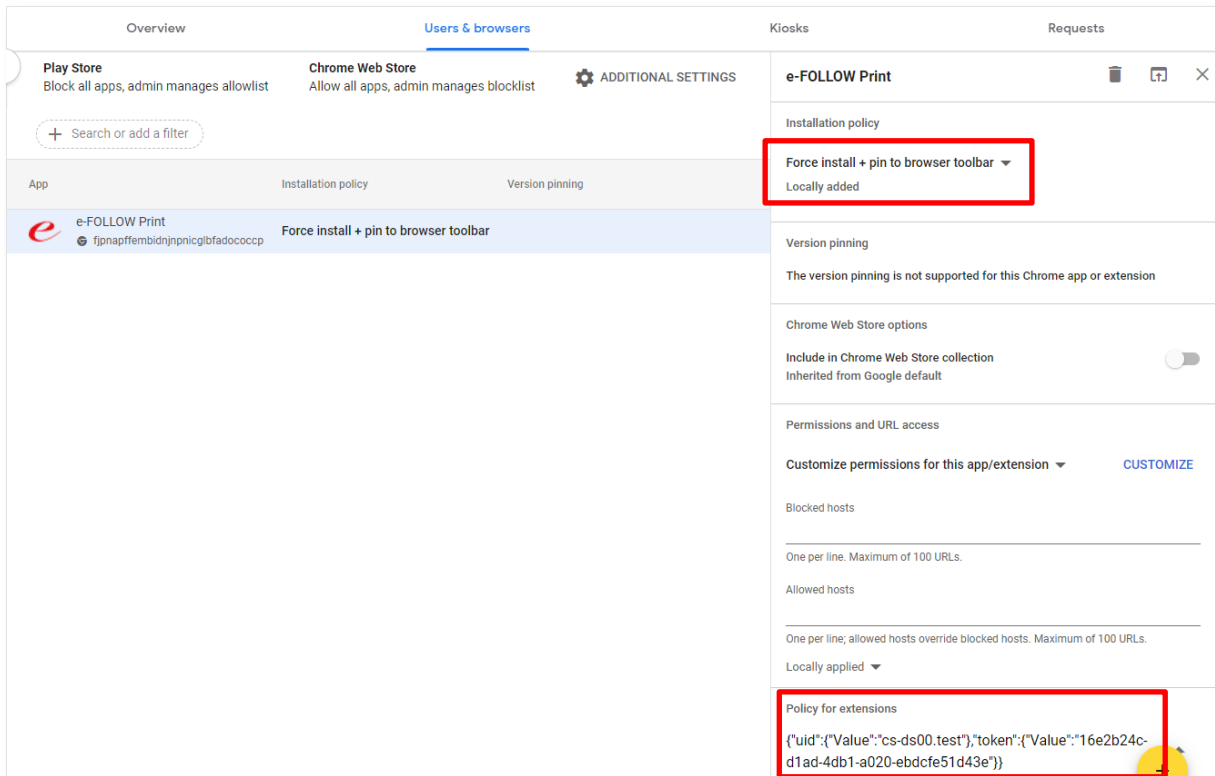 Overview Users & browsers Kiosks Requests
Play Store
Block all apps, admin manages allowlist
Chrome Web Store
Allow all apps, admin manages blocklist
ADDITIONAL SETTINGS
+ Search or add a filter
App Installation policy Version pinning
e-FOLLOW Print
fjpnapffembidnjnpnicglbfadococcp
Force install + pin to browser toolbar
e-FOLLOW Print
Installation policy
Force install + pin to browser toolbar
Locally added
Version pinning
The version pinning is not supported for this Chrome app or extension
Chrome Web Store options
Include in Chrome Web Store collection
Inherited from Google default
Permissions and URL access
Customize permissions for this app/extension CUSTOMIZE
Blocked hosts
One per line. Maximum of 100 URLs.
Allowed hosts
One per line; allowed hosts override blocked hosts. Maximum of 100 URLs.
Locally applied
Policy for extensions
{"uid":{"Value":"cs-ds00.test"},"token":{"Value":"16e2b24c-
d1ad-4db1-a020-ebdcfe51d43e"}}